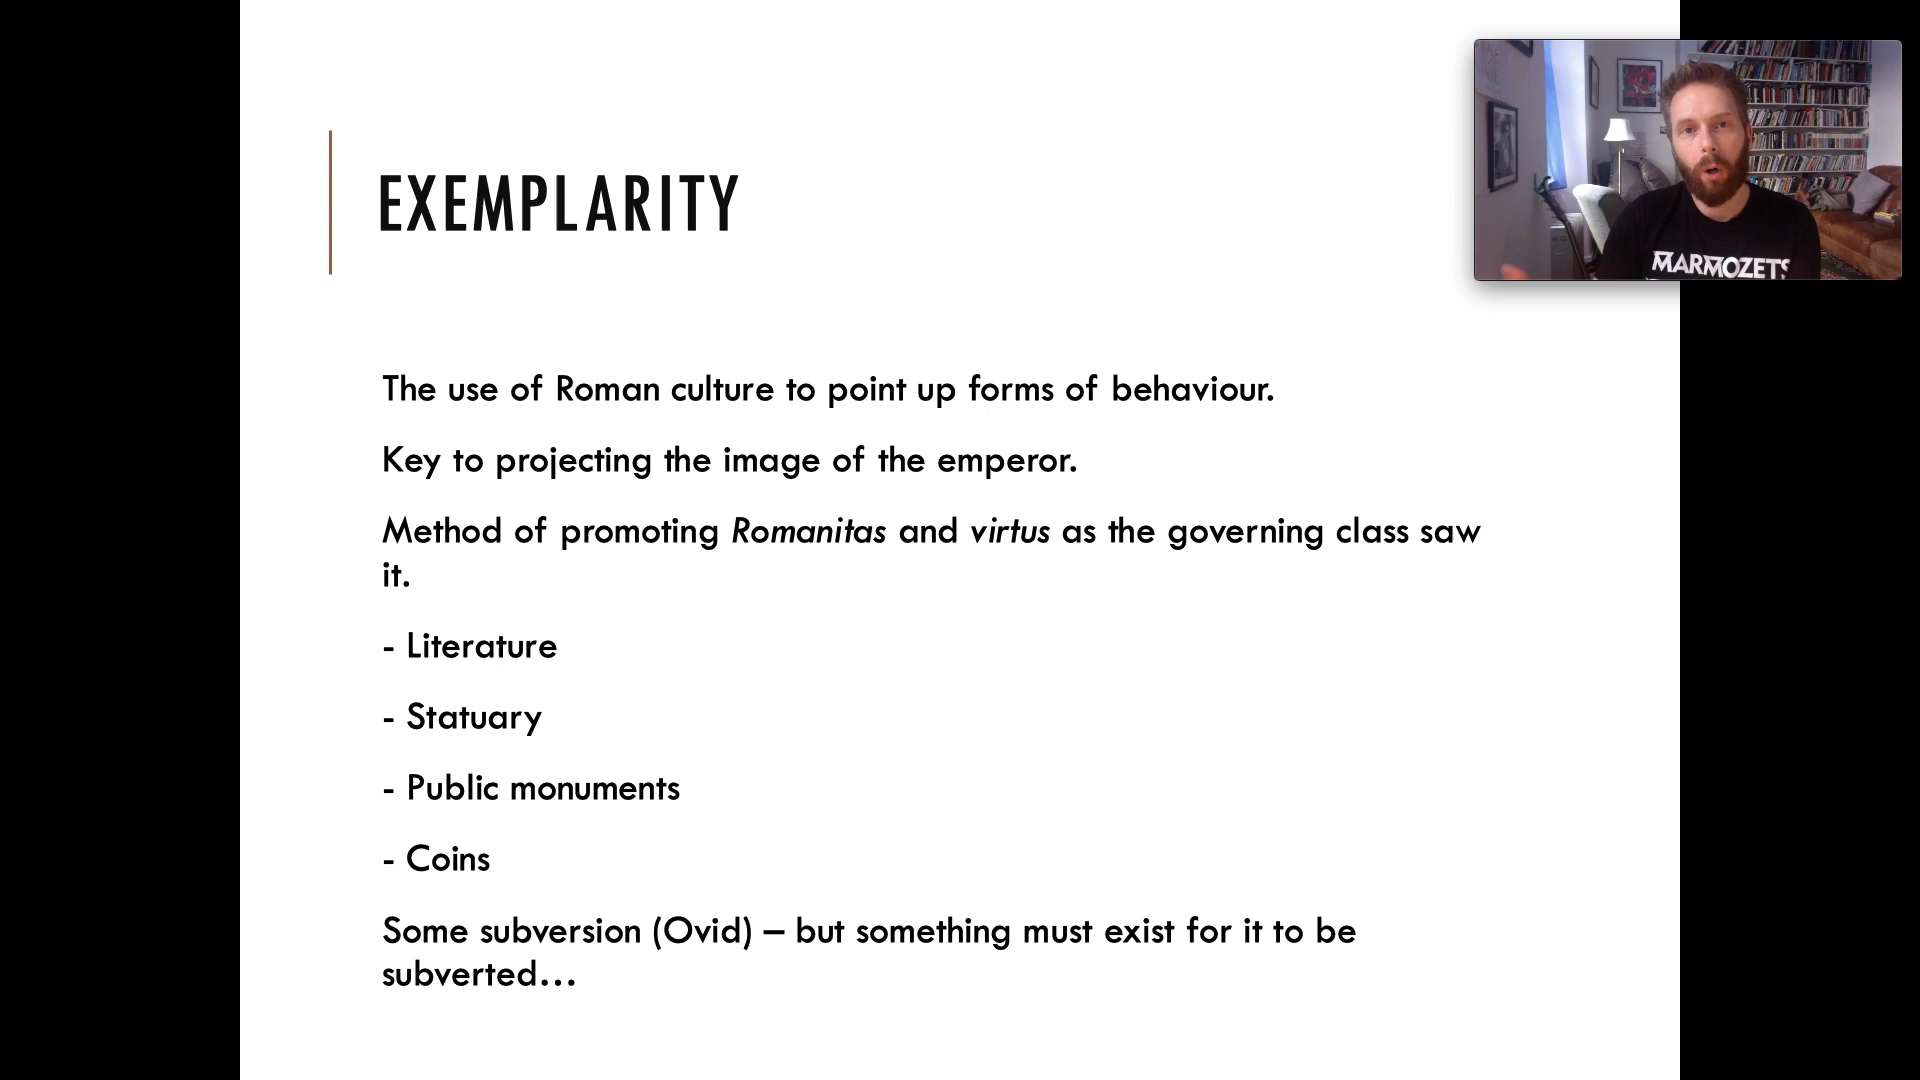 EXEMPLARITY
MARMOZETS
The use of Roman culture to point up forms of behaviour.
Key to projecting the image of the emperor.
Method of promoting Romanitas and virtus as the governing class saw
it.
- Literature
- Statuary
- Public monuments
- Coins
Some subversion (Ovid) – but something must exist for it to be
subverted…